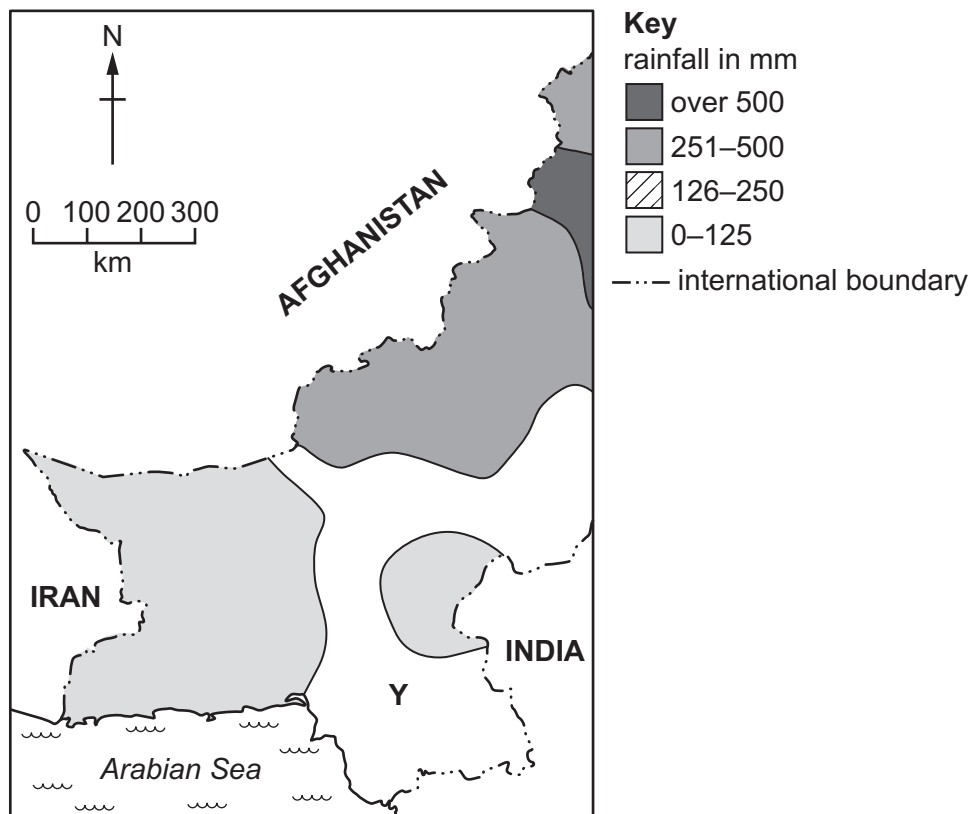 N
0 100 200 300
km
AFGHANISTAN
IRAN
INDIA
Y
Arabian Sea
Key
rainfall in mm
over 500
251–500
126–250
0–125
international boundary